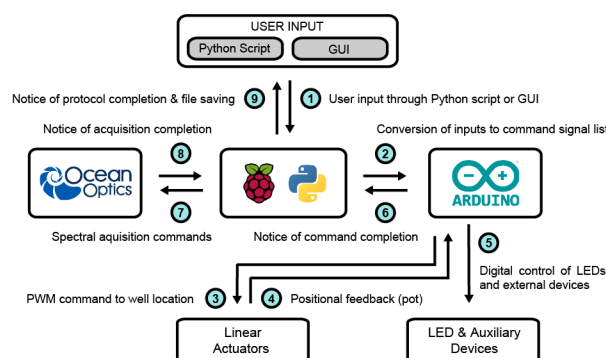 USER INPUT
Python Script
GUI
Notice of protocol completion & file saving
9
1
User input through Python script or GUI
Notice of acquisition completion
8
2
Conversion of inputs to command signal list
Ocean
Optics
ARDUINO
7
6
Spectral aquisition commands
Notice of command completion
5
Digital control of LEDs
and external devices
PWM command to well location
3
4
Positional feedback (pot)
Linear
Actuators
LED & Auxiliary
Devices